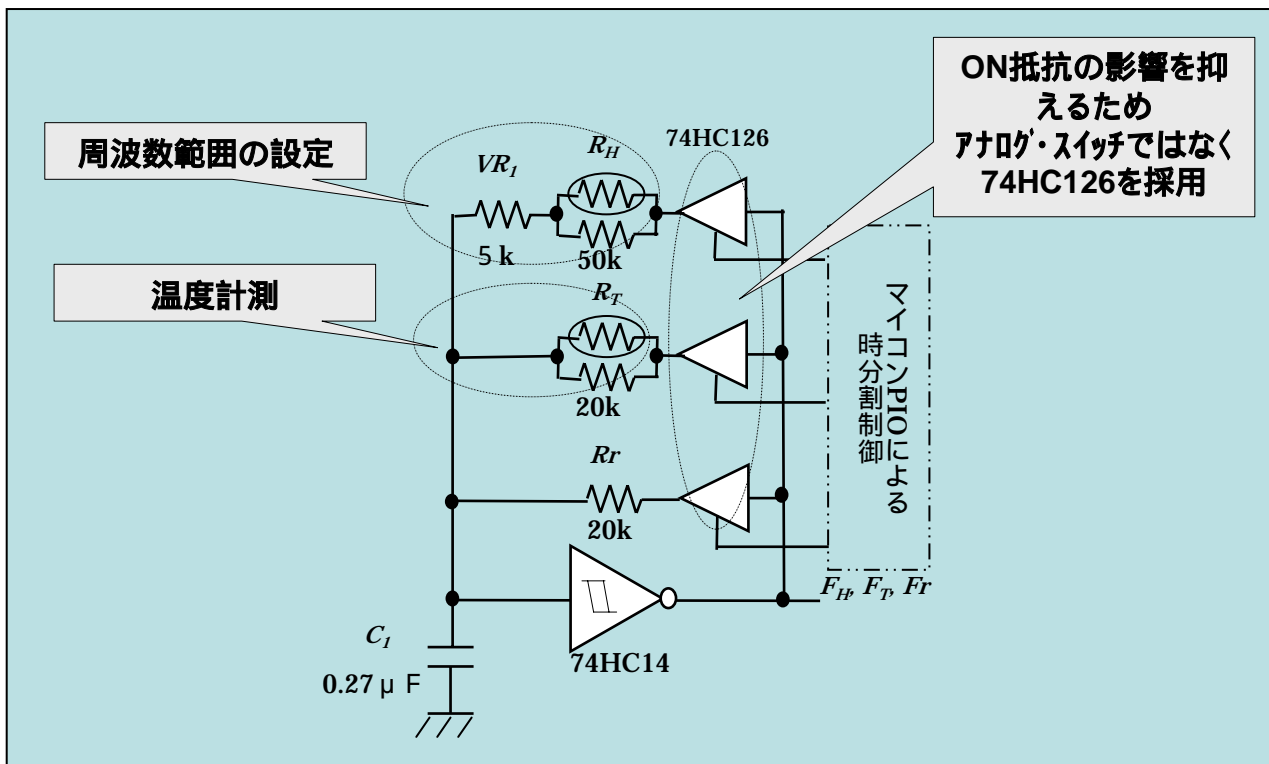 ON抵抗の影響を抑
えるため
アナログ・スイッチではなく
74HC126を採用
周波数範囲の設定
温度計測
VR1
RH
74HC126
5 k
50k
RT
20k
Rr
20k
マイコンPIOによる
時分割制御
FH, FT, Fr
C1
0.27 μ F
74HC14